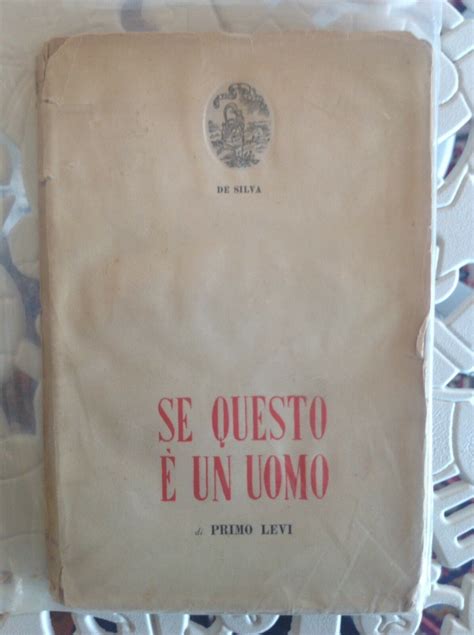 DE SILVA
SE QUESTO
È UN UOMO
di PRIMO LEVI